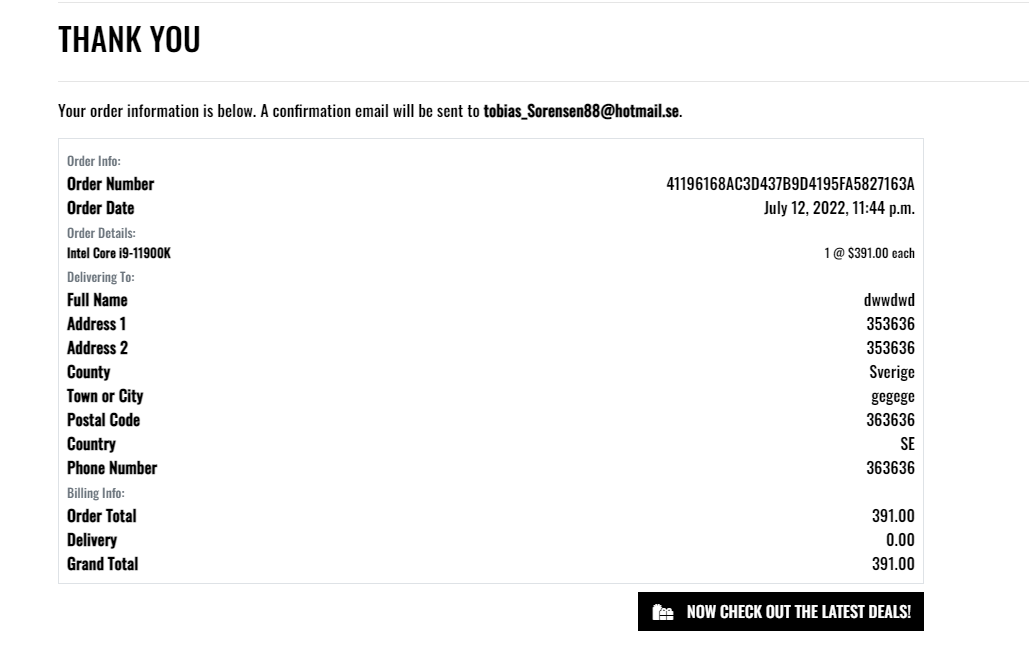 THANK YOU
Your order information is below. A confirmation email will be sent to tobias_Sorensen88@hotmail.se.
Order Info:
Order Number 41196168AC3D437B9D4195FA5827163A
Order Date July 12, 2022, 11:44 p.m.
Order Details:
Intel Core i9-11900K 1 @ $391.00 each
Delivering To:
Full Name dwwdwd
Address 1 353636
Address 2 353636
County Sverige
Town or City gegege
Postal Code 363636
Country SE
Phone Number 363636
Billing Info:
Order Total 391.00
Delivery 0.00
Grand Total 391.00
NOW CHECK OUT THE LATEST DEALS!